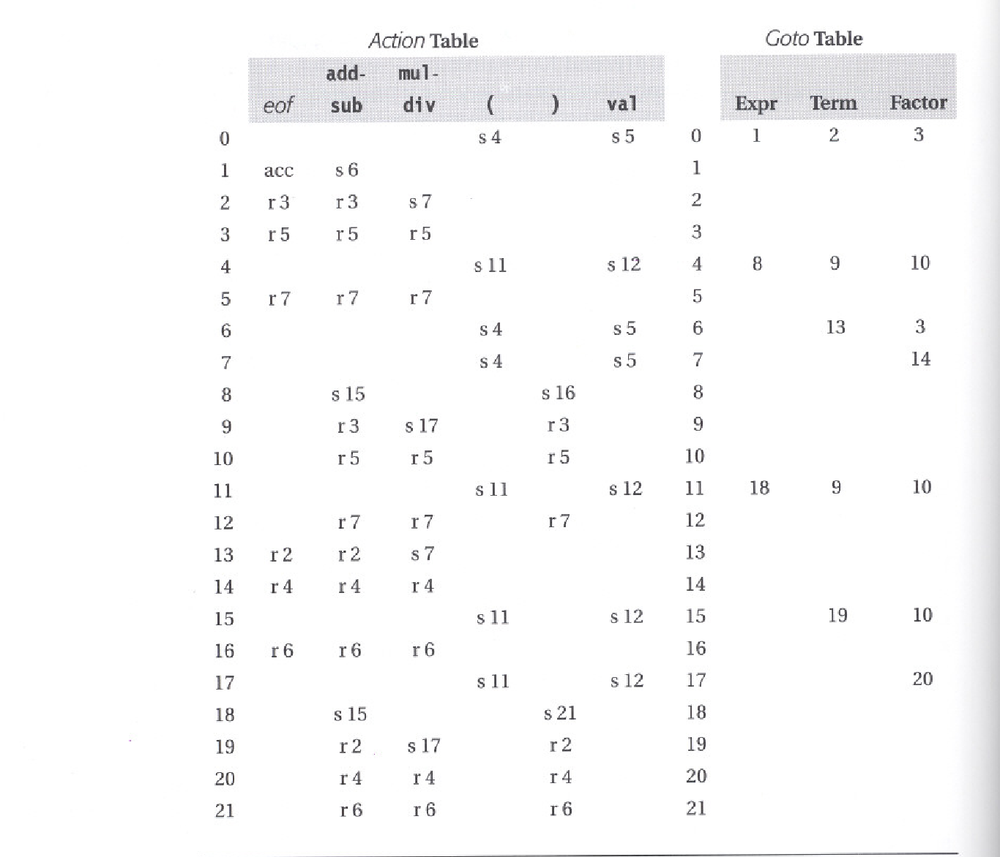 Action Table Goto Table
add- mul-
eof sub div ( ) val Expr Term Factor
0 s 4 s 5 0 1 2 3
1 acc s 6 1
2 r 3 r 3 s 7 2
3 r 5 r 5 r 5 3
4 s 11 s 12 4 8 9 10
5 r 7 r 7 r 7 5
6 s 4 s 5 6 13 3
7 s 4 s 5 7 14
8 s 15 s 16 8
9 r 3 s 17 r 3 9
10 r 5 r 5 r 5 10
11 s 11 s 12 11 18 9 10
12 r 7 r 7 r 7 12
13 r 2 r 2 s 7 13
14 r 4 r 4 r 4 14
15 s 11 s 12 15 19 10
16 r 6 r 6 r 6 16
17 s 11 s 12 17 20
18 s 15 s 21 18
19 r 2 s 17 r 2 19
20 r 4 r 4 r 4 20
21 r 6 r 6 r 6 21